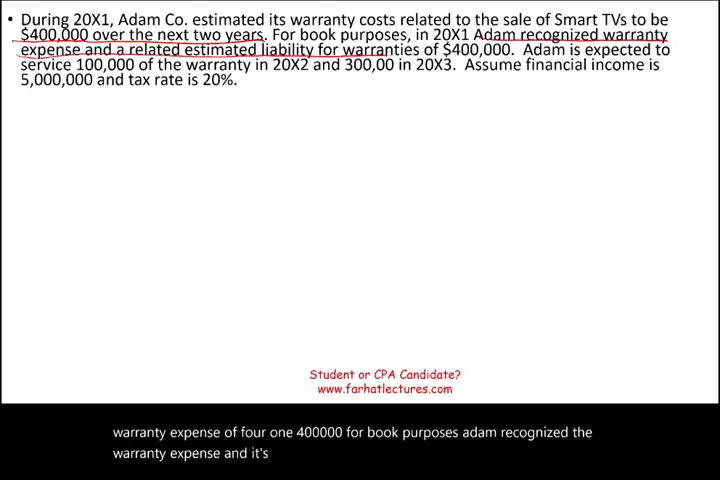 • During 20X1, Adam Co. estimated its warranty costs related to the sale of Smart TVs to be
$400,000 over the next two years. For book purposes, in 20X1 Adam recognized warranty
expense and a related estimated liability for warranties of $400,000. Adam is expected to
service 100,000 of the warranty in 20X2 and 300,00 in 20X3. Assume financial income is
5,000,000 and tax rate is 20%.
Student or CPA Candidate?
www.farhatlectures.com
warranty expense of four one 400000 for book purposes adam recognized the
warranty expense and it's